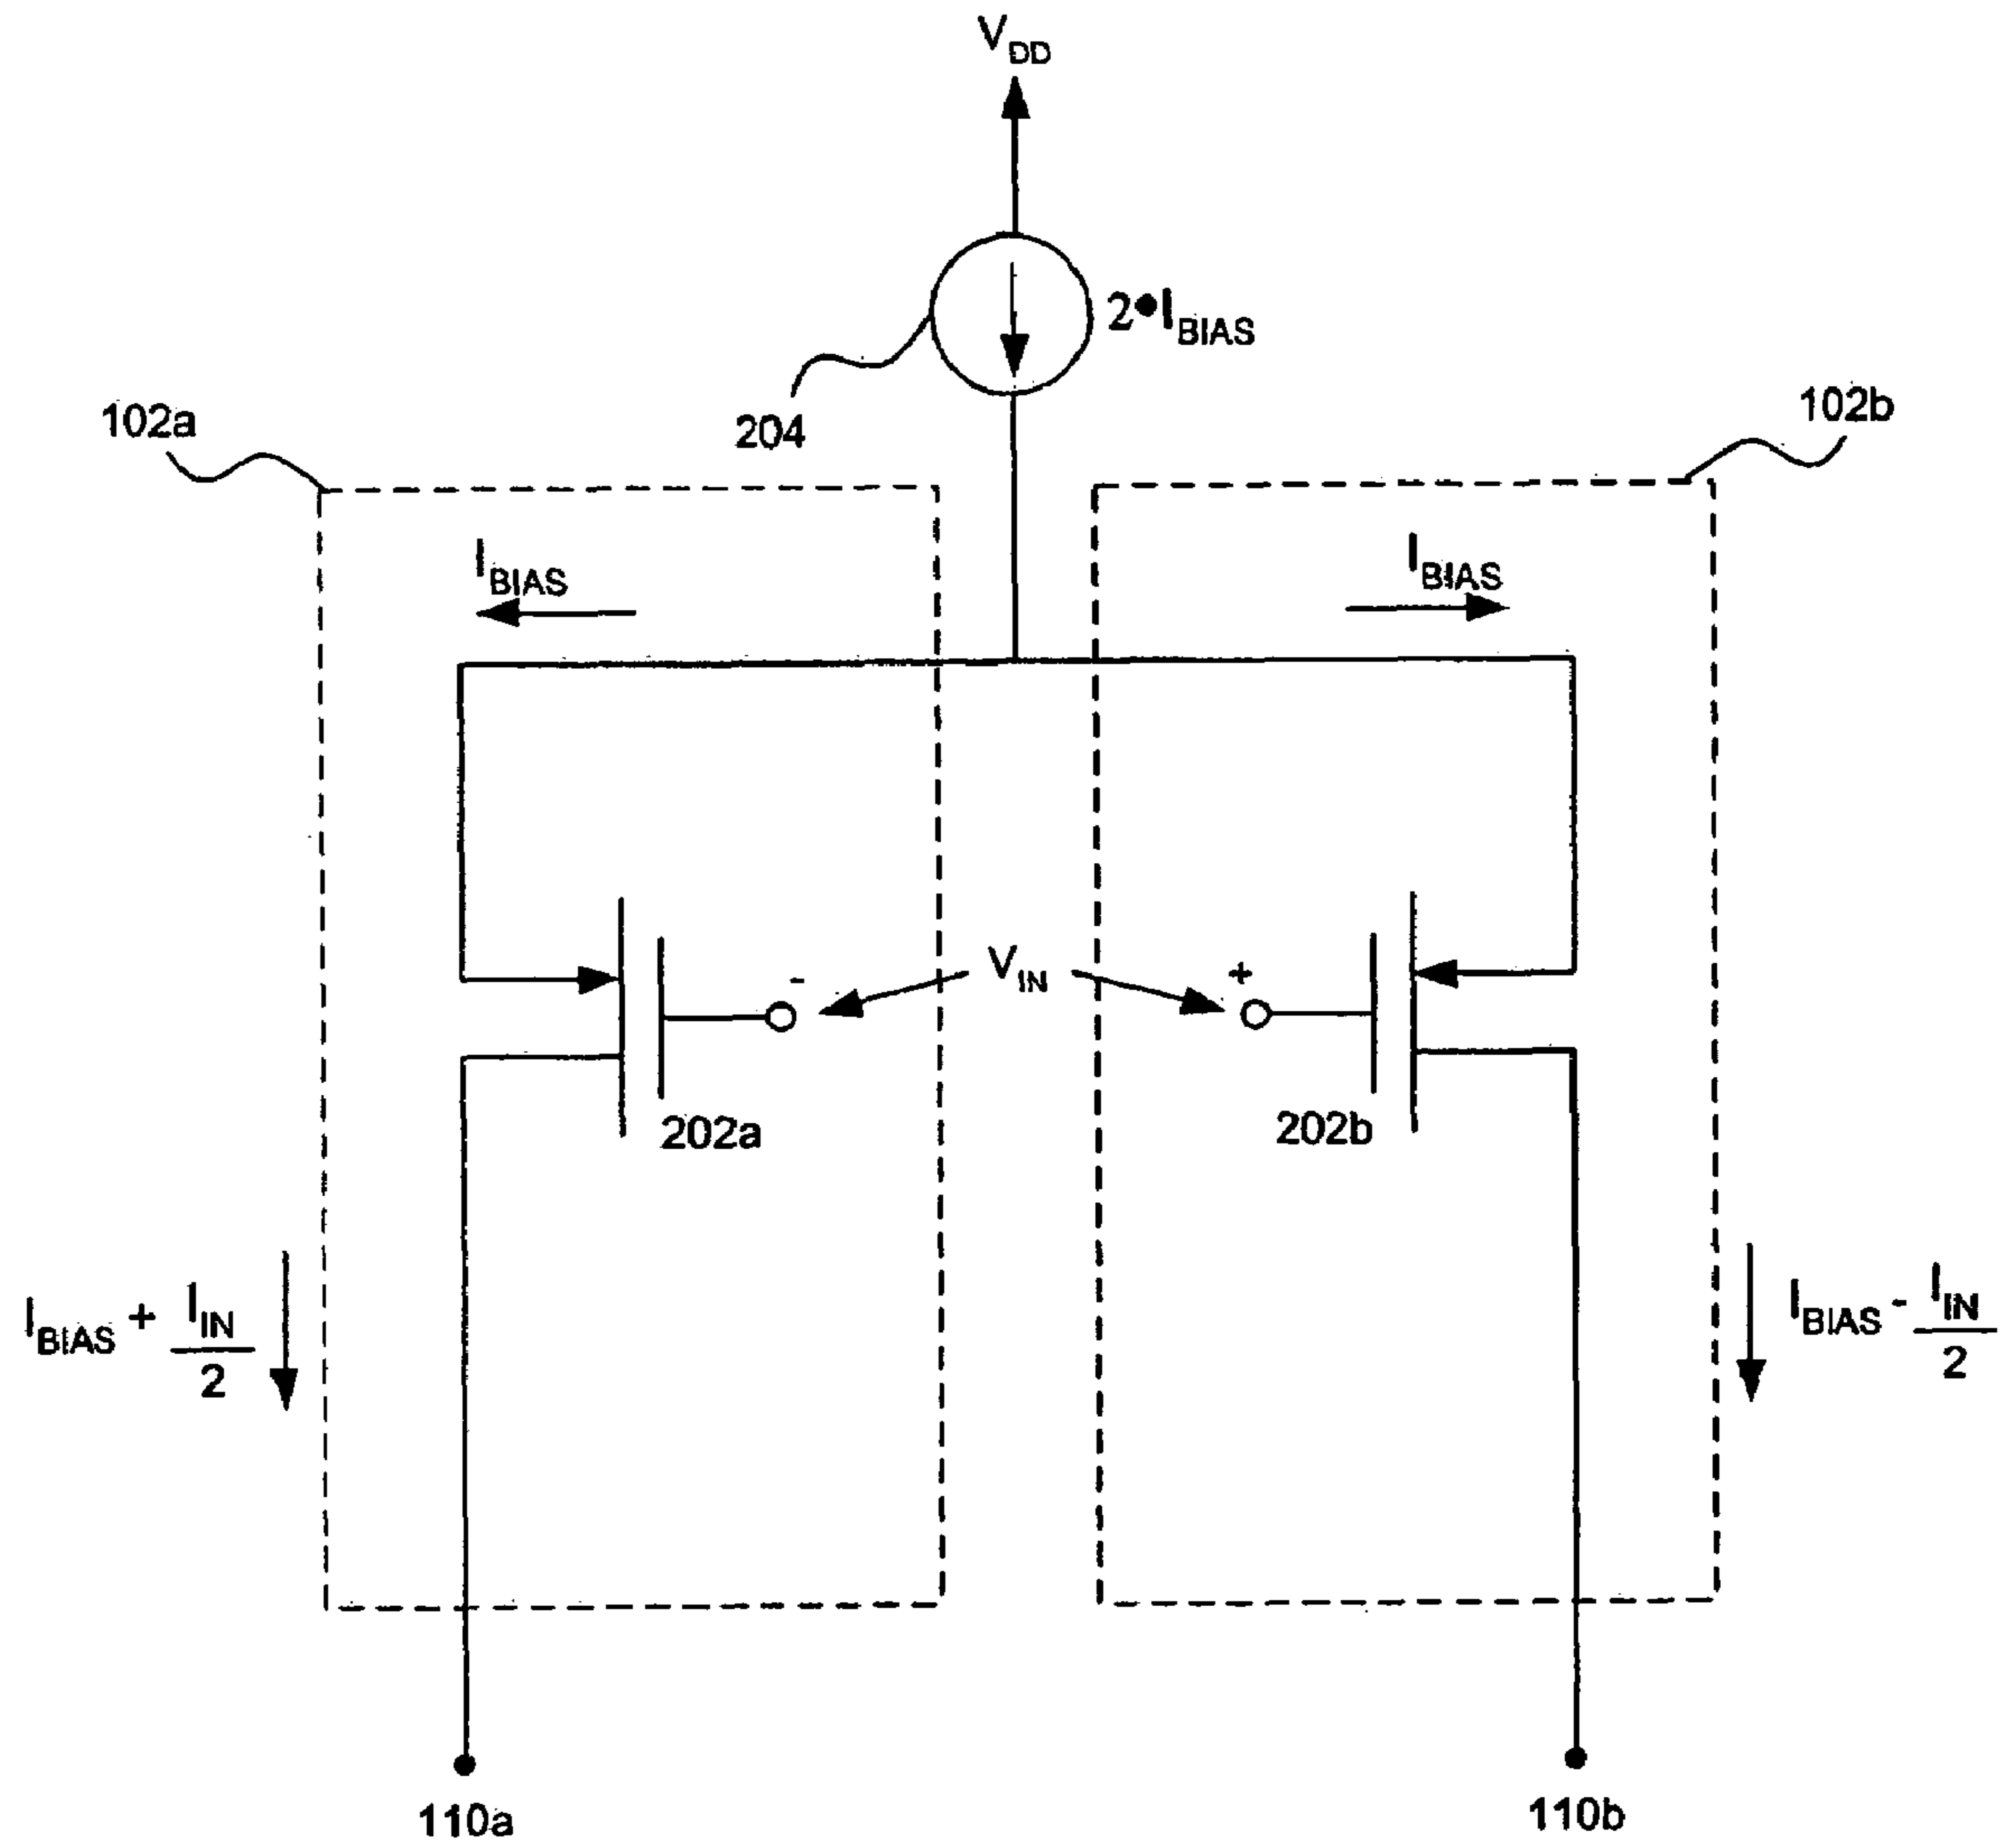 VDD
2•IBIAS
204
102a
102b
IBIAS
IBIAS
-
VIN
+
202a
202b
IBIAS + IIN/2
IBIAS - IIN/2
110a
110b